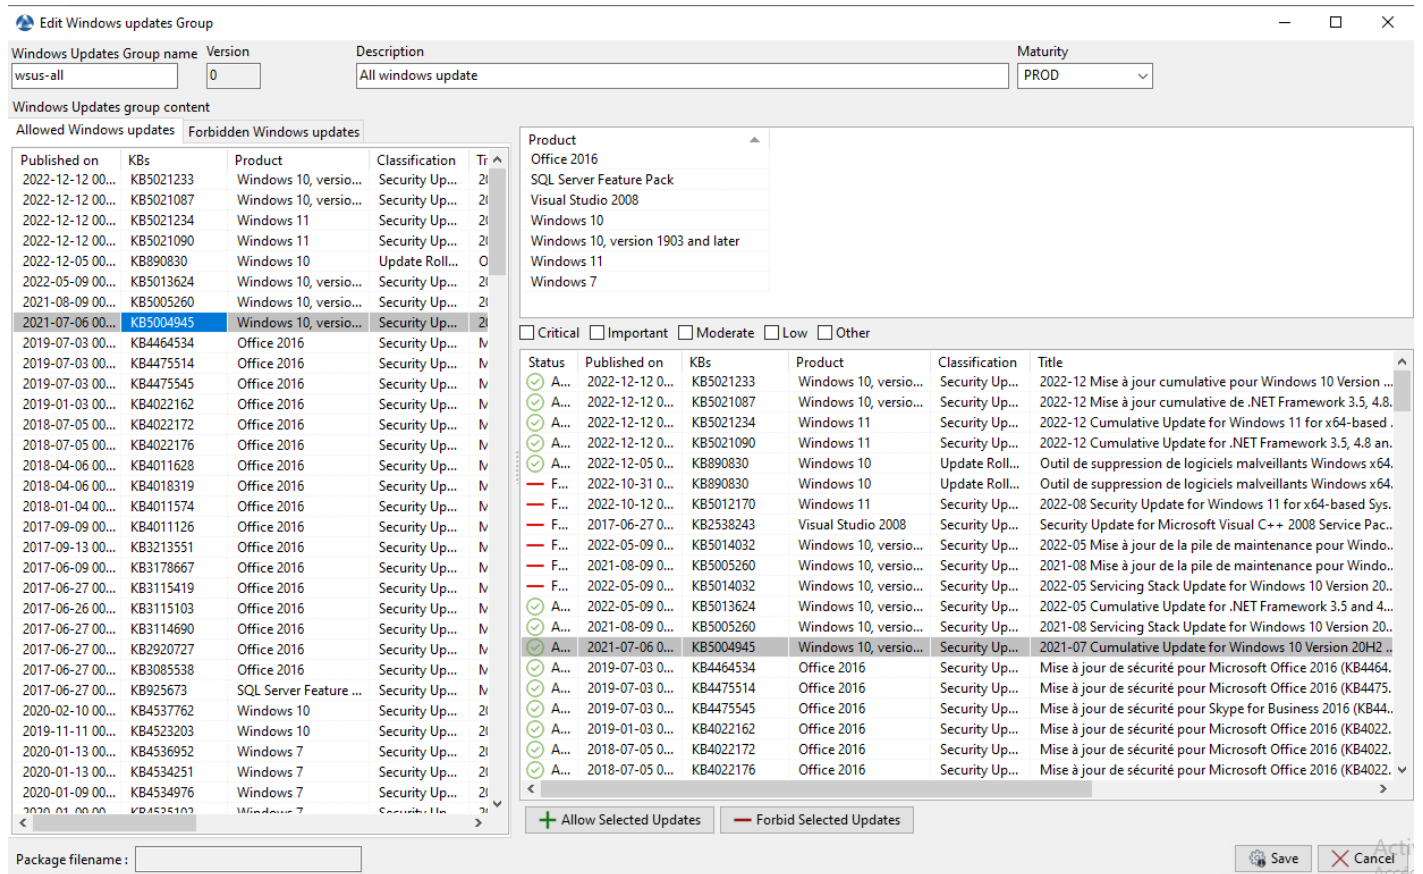 Edit Windows updates Group
Windows Updates Group name Version Description Maturity
wsus-all 0 All windows update PROD
Windows Updates group content
Allowed Windows updates Forbidden Windows updates
Published on KBs Product Classification
2022-12-12 00... KB5021233 Windows 10, versio... Security Up...
2022-12-12 00... KB5021087 Windows 10, versio... Security Up...
2022-12-12 00... KB5021234 Windows 11 Security Up...
2022-12-12 00... KB5021090 Windows 11 Security Up...
2022-12-05 00... KB890830 Windows 10 Update Roll...
2022-05-09 00... KB5013624 Windows 10, versio... Security Up...
2021-08-09 00... KB5005260 Windows 10, versio... Security Up...
2021-07-06 00... KB5004945 Windows 10, versio... Security Up...
2019-07-03 00... KB4464534 Office 2016 Security Up...
2019-07-03 00... KB4475514 Office 2016 Security Up...
2019-07-03 00... KB4475545 Office 2016 Security Up...
2019-01-03 00... KB4022162 Office 2016 Security Up...
2018-07-05 00... KB4022172 Office 2016 Security Up...
2018-07-05 00... KB4022176 Office 2016 Security Up...
2018-04-06 00... KB4011628 Office 2016 Security Up...
2018-04-06 00... KB4018319 Office 2016 Security Up...
2018-01-04 00... KB4011574 Office 2016 Security Up...
2017-09-09 00... KB4011126 Office 2016 Security Up...
2017-09-13 00... KB3213551 Office 2016 Security Up...
2017-06-09 00... KB3178667 Office 2016 Security Up...
2017-06-27 00... KB3115419 Office 2016 Security Up...
2017-06-26 00... KB3115103 Office 2016 Security Up...
2017-06-27 00... KB3114690 Office 2016 Security Up...
2017-06-27 00... KB2920727 Office 2016 Security Up...
2017-06-27 00... KB3085538 Office 2016 Security Up...
2017-06-27 00... KB925673 SQL Server Feature ... Security Up...
2020-02-10 00... KB4537762 Windows 10 Security Up...
2019-11-11 00... KB4523203 Windows 10 Security Up...
2020-01-13 00... KB4536952 Windows 7 Security Up...
2020-01-13 00... KB4534251 Windows 7 Security Up...
2020-01-09 00... KB4534976 Windows 7 Security Up...
2020-01-09 00... KB4535102 Windows 7 Security Up...
Product
Office 2016
SQL Server Feature Pack
Visual Studio 2008
Windows 10
Windows 10, version 1903 and later
Windows 11
Windows 7
Critical Important Moderate Low Other
Status Published on KBs Product Classification Title
A... 2022-12-12 0... KB5021233 Windows 10, versio... Security Up... 2022-12 Mise à jour cumulative pour Windows 10 Version ...
A... 2022-12-12 0... KB5021087 Windows 10, versio... Security Up... 2022-12 Mise à jour cumulative de .NET Framework 3.5, 4.8.
A... 2022-12-12 0... KB5021234 Windows 11 Security Up... 2022-12 Cumulative Update for Windows 11 for x64-based .
A... 2022-12-12 0... KB5021090 Windows 11 Security Up... 2022-12 Cumulative Update for .NET Framework 3.5, 4.8 an.
A... 2022-12-05 0... KB890830 Windows 10 Update Roll... Outil de suppression de logiciels malveillants Windows x64.
F... 2022-10-31 0... KB890830 Windows 10 Update Roll... Outil de suppression de logiciels malveillants Windows x64.
F... 2022-10-12 0... KB5012170 Windows 11 Security Up... 2022-08 Security Update for Windows 11 for x64-based Sys.
F... 2017-06-27 0... KB2538243 Visual Studio 2008 Security Up... Security Update for Microsoft Visual C++ 2008 Service Pac..
F... 2022-05-09 0... KB5014032 Windows 10, versio... Security Up... 2022-05 Mise à jour de la pile de maintenance pour Windo..
F... 2021-08-09 0... KB5005260 Windows 10, versio... Security Up... 2021-08 Mise à jour de la pile de maintenance pour Windo..
F... 2022-05-09 0... KB5014032 Windows 10, versio... Security Up... 2022-05 Servicing Stack Update for Windows 10 Version 20..
A... 2022-05-09 0... KB5013624 Windows 10, versio... Security Up... 2022-05 Cumulative Update for .NET Framework 3.5 and 4...
A... 2021-08-09 0... KB5005260 Windows 10, versio... Security Up... 2021-08 Servicing Stack Update for Windows 10 Version 20..
A... 2021-07-06 0... KB5004945 Windows 10, versio... Security Up... 2021-07 Cumulative Update for Windows 10 Version 20H2 ..
A... 2019-07-03 0... KB4464534 Office 2016 Security Up... Mise à jour de sécurité pour Microsoft Office 2016 (KB4464.
A... 2019-07-03 0... KB4475514 Office 2016 Security Up... Mise à jour de sécurité pour Microsoft Office 2016 (KB4475.
A... 2019-07-03 0... KB4475545 Office 2016 Security Up... Mise à jour de sécurité pour Skype for Business 2016 (KB44..
A... 2019-01-03 0... KB4022162 Office 2016 Security Up... Mise à jour de sécurité pour Microsoft Office 2016 (KB4022.
A... 2018-07-05 0... KB4022172 Office 2016 Security Up... Mise à jour de sécurité pour Microsoft Office 2016 (KB4022.
A... 2018-07-05 0... KB4022176 Office 2016 Security Up... Mise à jour de sécurité pour Microsoft Office 2016 (KB4022.
Allow Selected Updates Forbid Selected Updates
Package filename : Save Cancel